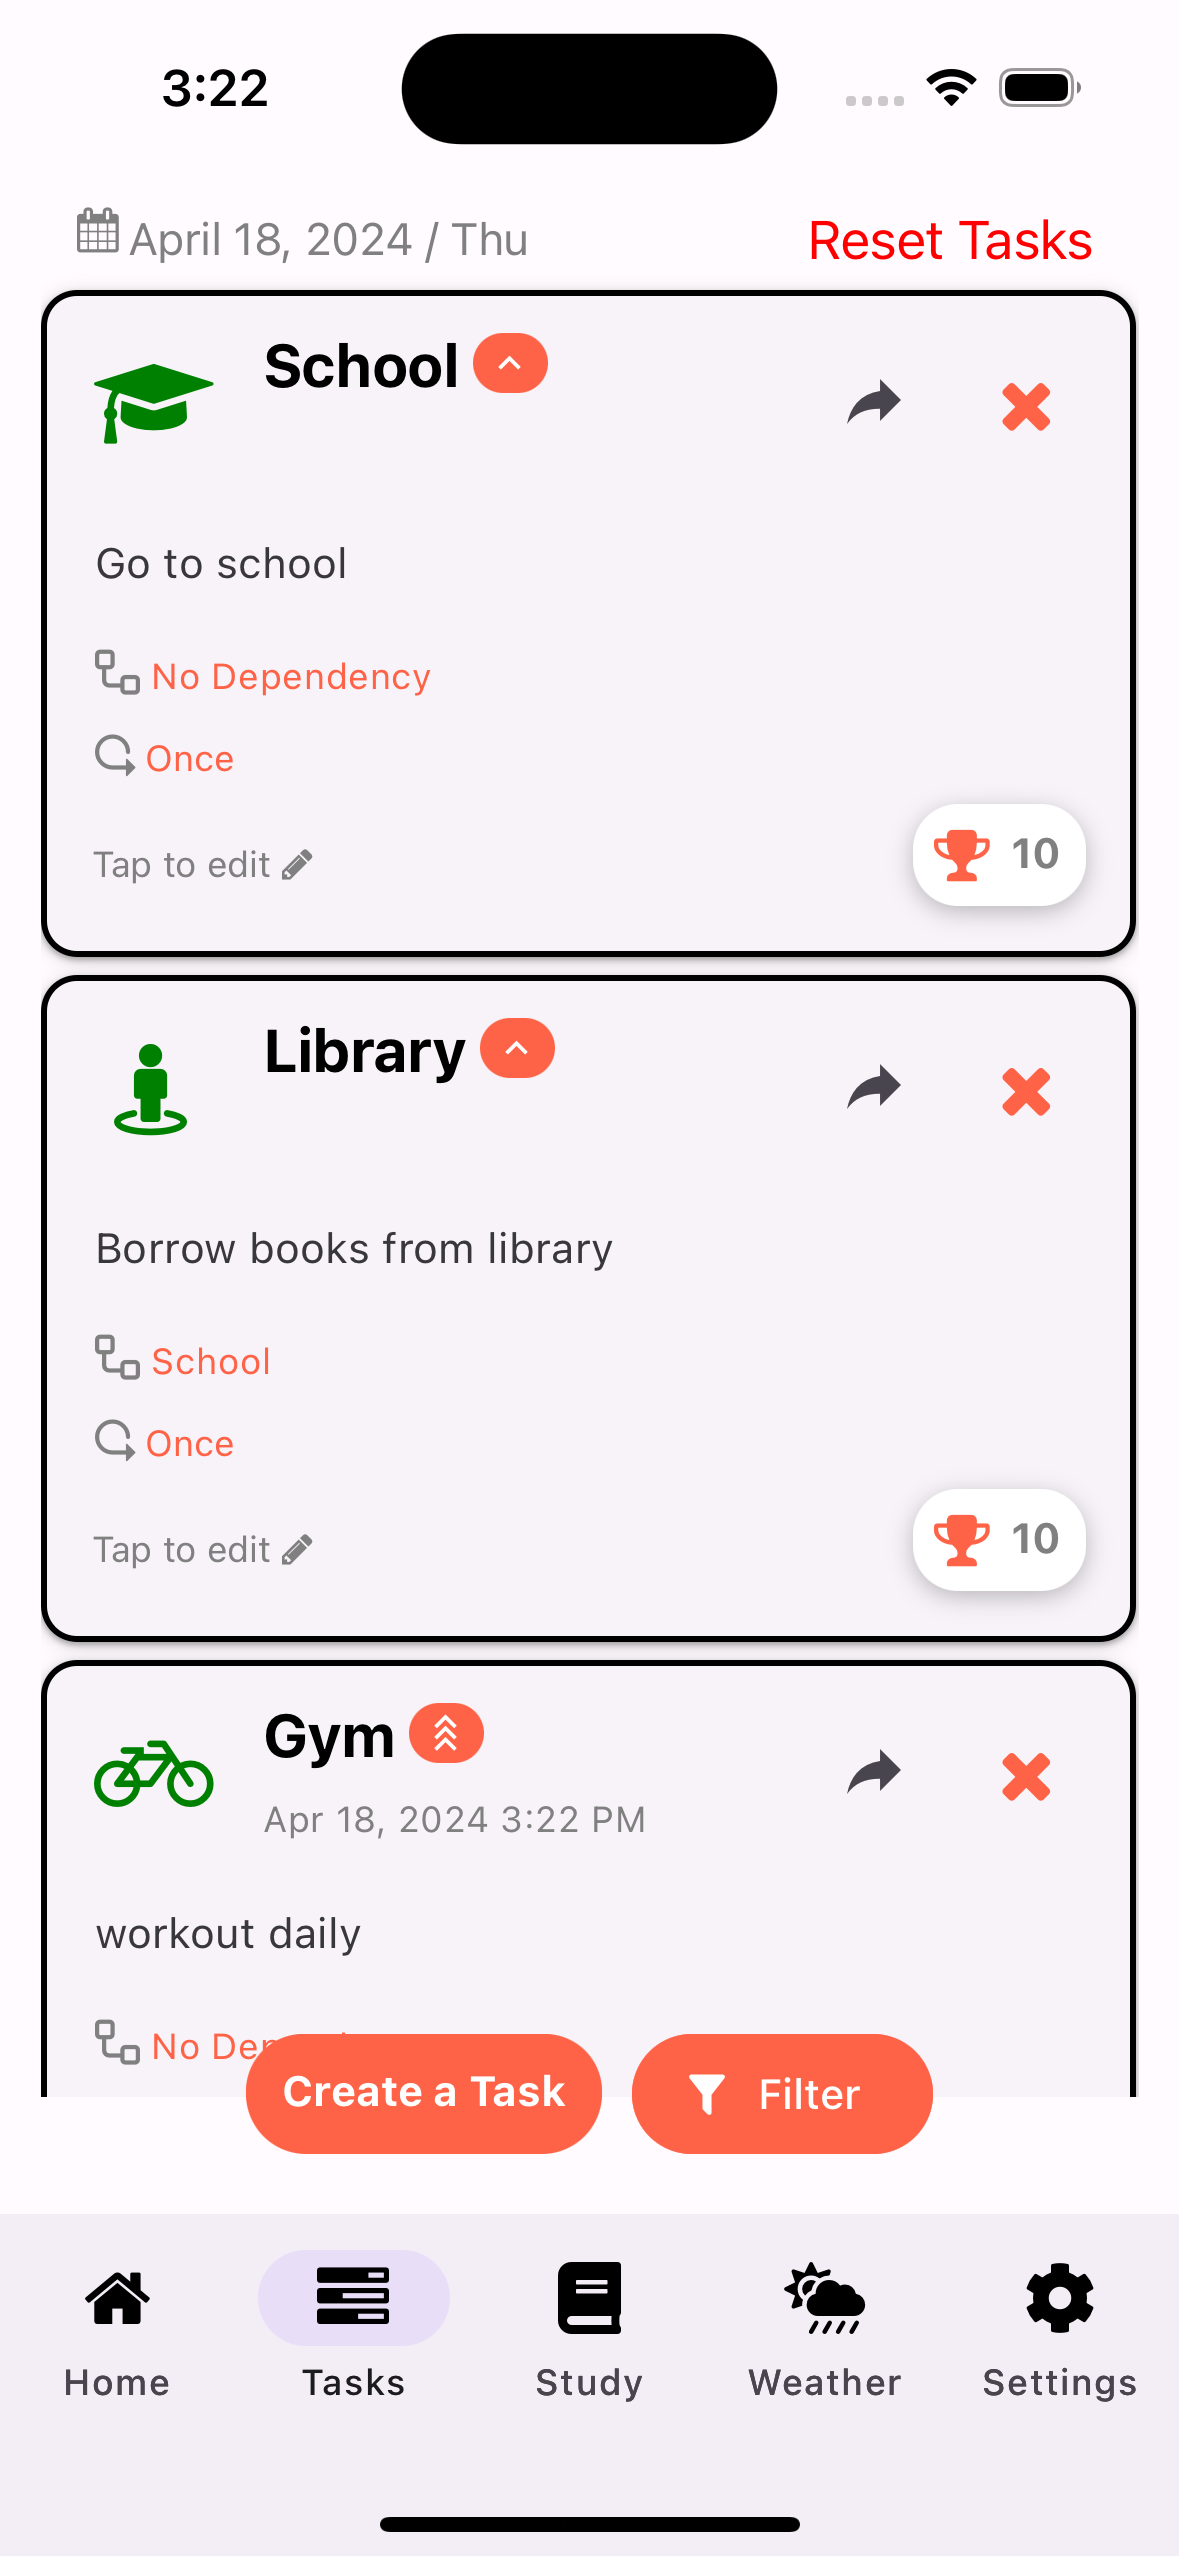 3:22
April 18, 2024 / Thu
Reset Tasks
School
Go to school
No Dependency
Once
Tap to edit
10
Library
Borrow books from library
School
Once
Tap to edit
10
Gym
Apr 18, 2024 3:22 PM
workout daily
No
Create a Task
Filter
Home
Tasks
Study
Weather
Settings